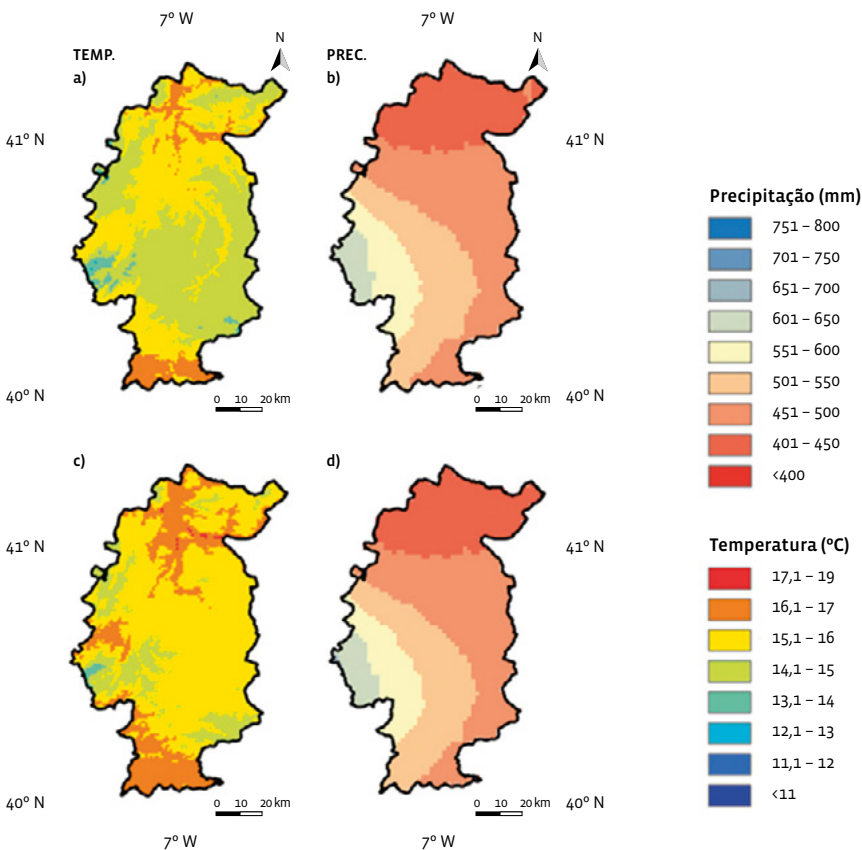 7º W
7º W
N
N
TEMP.
PREC.
a)
b)
41º N
41º N
40º N
40º N
0 10 20 km
0 10 20 km
c)
d)
41º N
41º N
40º N
40º N
0 10 20 km
0 10 20 km
7º W
7º W
Precipitação (mm)
751 – 800
701 – 750
651 – 700
601 – 650
551 – 600
501 – 550
451 – 500
401 – 450
<400
Temperatura (ºC)
17,1 – 19
16,1 – 17
15,1 – 16
14,1 – 15
13,1 – 14
12,1 – 13
11,1 – 12
<11